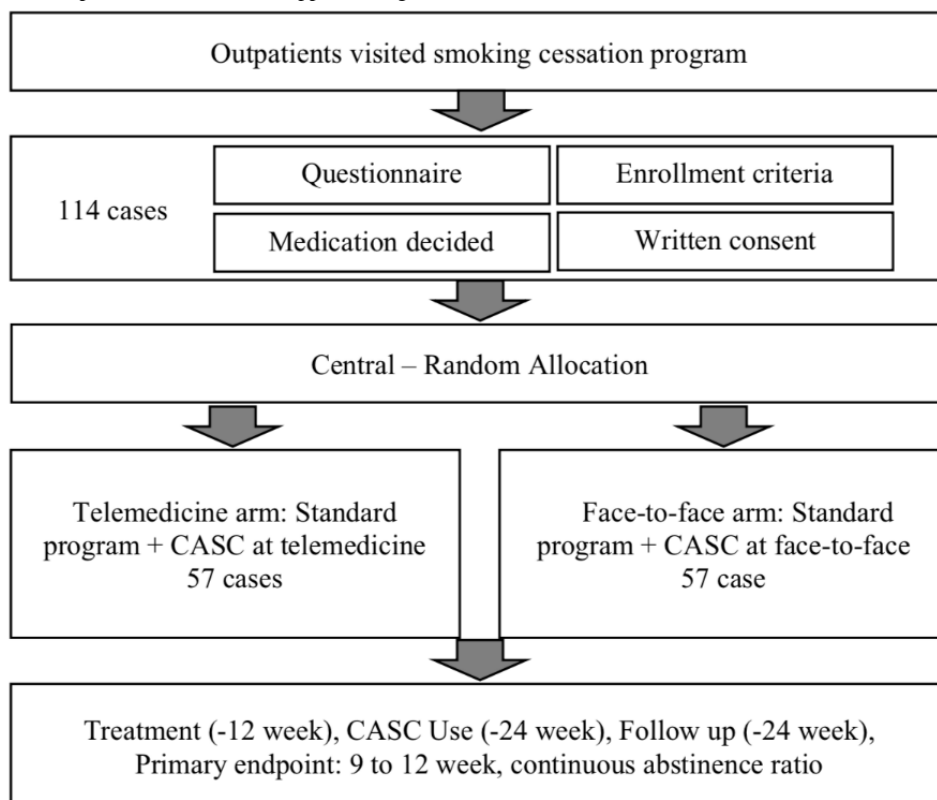 Outpatients visited smoking cessation program
114 cases
Questionnaire
Enrollment criteria
Medication decided
Written consent
Central – Random Allocation
Telemedicine arm: Standard
program + CASC at telemedicine
57 cases
Face-to-face arm: Standard
program + CASC at face-to-face
57 case
Treatment (-12 week), CASC Use (-24 week), Follow up (-24 week),
Primary endpoint: 9 to 12 week, continuous abstinence ratio